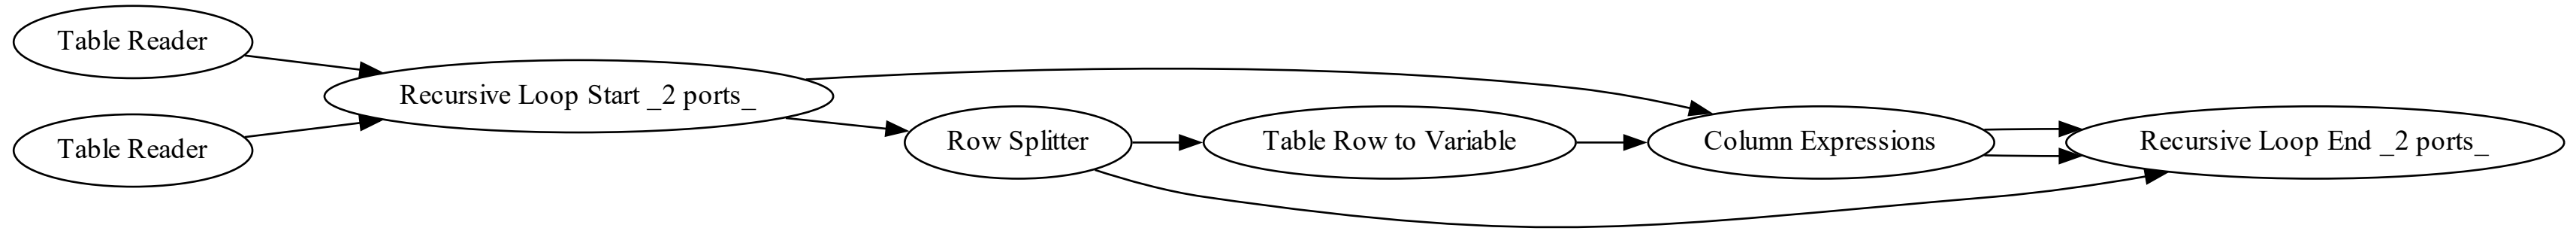 Table Reader
Table Reader
Recursive Loop Start _2 ports_
Row Splitter
Table Row to Variable
Column Expressions
Recursive Loop End _2 ports_